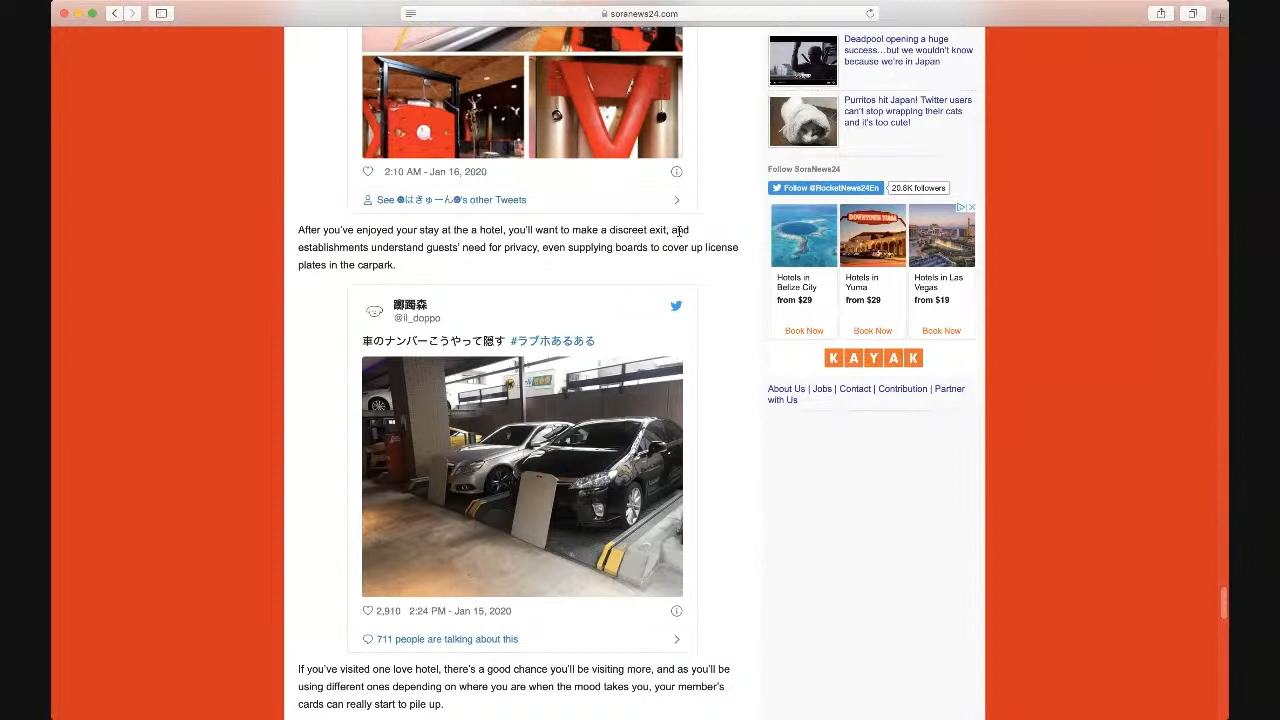 soranews24.com
2:10 AM - Jan 16, 2020
See ☻はきゅーん☻'s other Tweets
After you've enjoyed your stay at the a hotel, you'll want to make a discreet exit, and
establishments understand guests' need for privacy, even supplying boards to cover up license
plates in the carpark.
躑躅森
@il_doppo
車のナンバーこうやって隠す #ラブホあるある
2,910 2:24 PM - Jan 15, 2020
711 people are talking about this
If you've visited one love hotel, there's a good chance you'll be visiting more, and as you'll be
using different ones depending on where you are when the mood takes you, your member's
cards can really start to pile up.
Deadpool opening a huge
success…but we wouldn't know
because we're in Japan
Purritos hit Japan! Twitter users
can't stop wrapping their cats
and it's too cute!
Follow SoraNews24
Follow @RocketNews24En 20.8K followers
DOWNTOWN YUMA
Hotels in Belize City
from $29
Book Now
Hotels in Yuma
from $29
Book Now
Hotels in Las Vegas
from $19
Book Now
KAYAK
About Us | Jobs | Contact | Contribution | Partner
with Us